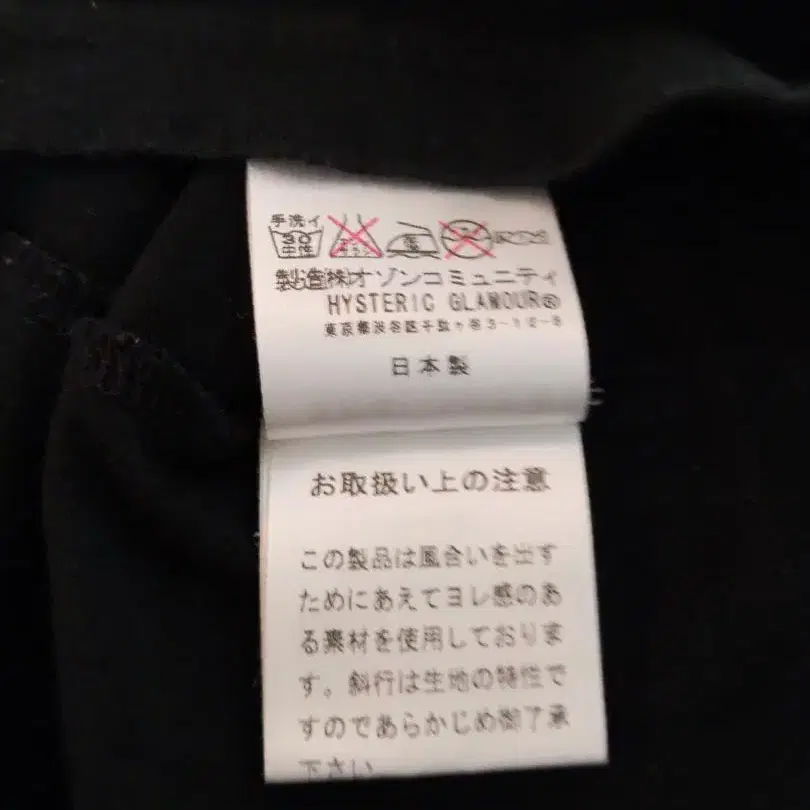 手洗イ
30
中性
製造㈱オゾンコミュニティ
HYSTERIC GLAMOUR®
東京都渋谷区千駄ヶ谷3-12-8
日本製
お取扱い上の注意
この製品は風合いを出す
ためにあえてヨレ感のあ
る素材を使用しておりま
す。斜行は生地の特性で
すのであらかじめ御了承
下さい